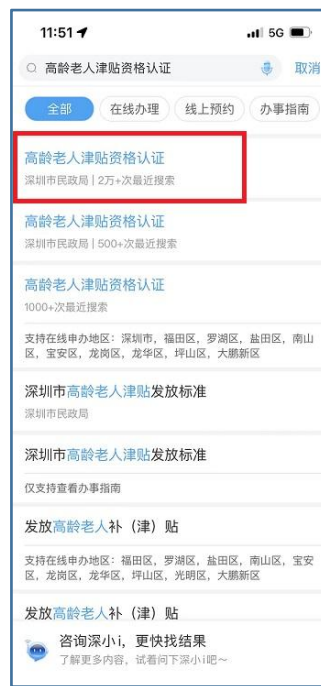 11:51 5G
高龄老人津贴资格认证 取消
全部 在线办理 线上预约 办事指南
高龄老人津贴资格认证
深圳市民政局 | 2万+次最近搜索
高龄老人津贴资格认证
深圳市民政局 | 500+次最近搜索
高龄老人津贴资格认证
1000+次最近搜索
支持在线申办地区：深圳市，福田区，罗湖区，盐田区，南山
区，宝安区，龙岗区，龙华区，坪山区，大鹏新区
深圳市高龄老人津贴发放标准
深圳市民政局
深圳市高龄老人津贴发放标准
仅支持查看办事指南
发放高龄老人补（津）贴
支持在线申办地区：福田区，罗湖区，盐田区，南山区，宝安
区，龙岗区，龙华区，坪山区，光明区，大鹏新区
发放高龄老人补（津）贴
咨询深小i，更快找结果
了解更多内容，试着问下深小i吧～